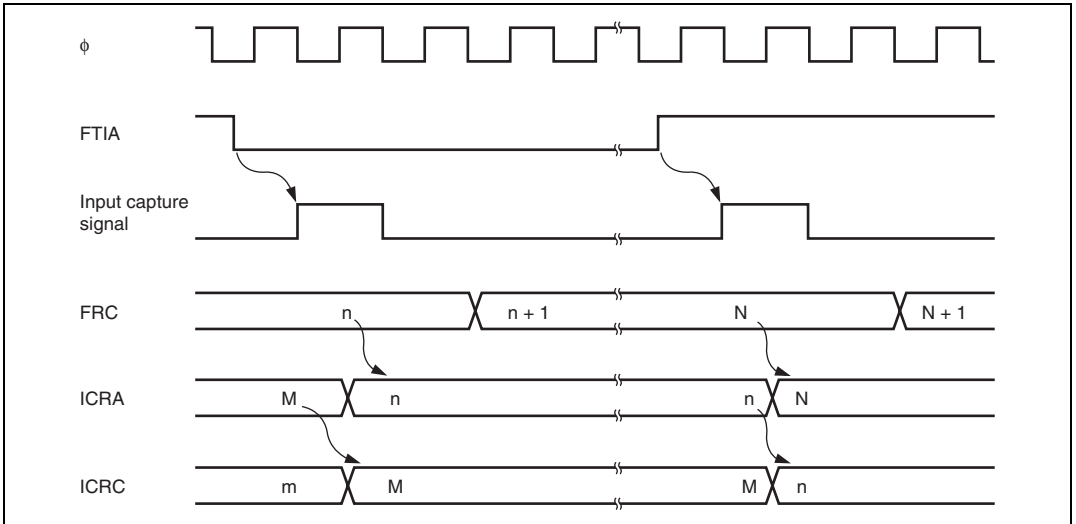 ϕ
FTIA
Input capture
signal
FRC n n + 1 N N + 1
ICRA M n n N
ICRC m M M n